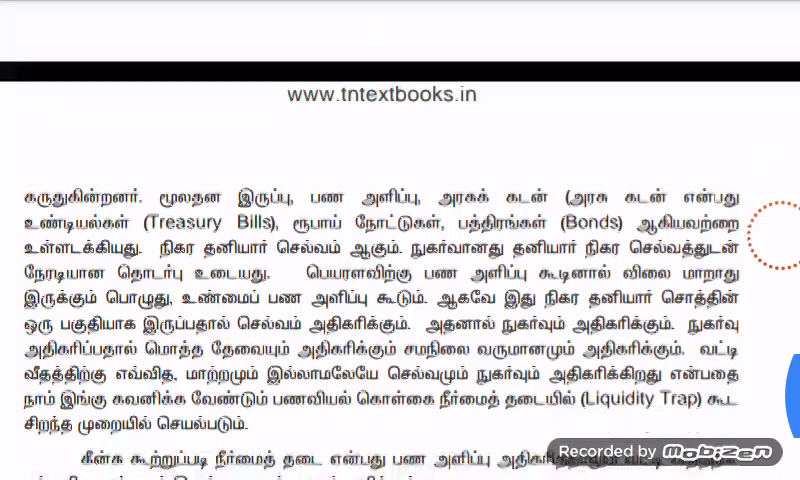 www.tntextbooks.in
கருதுகின்றனர். மூலதன இருப்பு, பண அளிப்பு, அரசுக் கடன் (அரசு கடன் என்பது
உண்டியல்கள் (Treasury Bills), ரூபாய் நோட்டுகள், பத்திரங்கள் (Bonds) ஆகியவற்றை
உள்ளடக்கியது. நிகர தனியார் செல்வம் ஆகும். நுகர்வானது தனியார் நிகர செல்வத்துடன்
நேரடியான தொடர்பு உடையது. பெயரளவிற்கு பண அளிப்பு கூடினால் விலை மாறாது
இருக்கும் பொழுது, உண்மைப் பண அளிப்பு கூடும். ஆகவே இது நிகர தனியார் சொத்தின்
ஒரு பகுதியாக இருப்பதால் செல்வம் அதிகரிக்கும். அதனால் நுகர்வும் அதிகரிக்கும். நுகர்வு
அதிகரிப்பதால் மொத்த தேவையும் அதிகரிக்கும் சமநிலை வருமானமும் அதிகரிக்கும். வட்டி
வீதத்திற்கு எவ்வித, மாற்றமும் இல்லாமலேயே செல்வமும் நுகர்வும் அதிகரிக்கிறது என்பதை
நாம் இங்கு கவனிக்க வேண்டும் பணவியல் கொள்கை நீர்மைத் தடையில் (Liquidity Trap) கூட
சிறந்த முறையில் செயல்படும்.
கீன்சு கூற்றுப்படி நீர்மைத் தடை என்பது பண அளிப்பு
Recorded by MOBIZEN